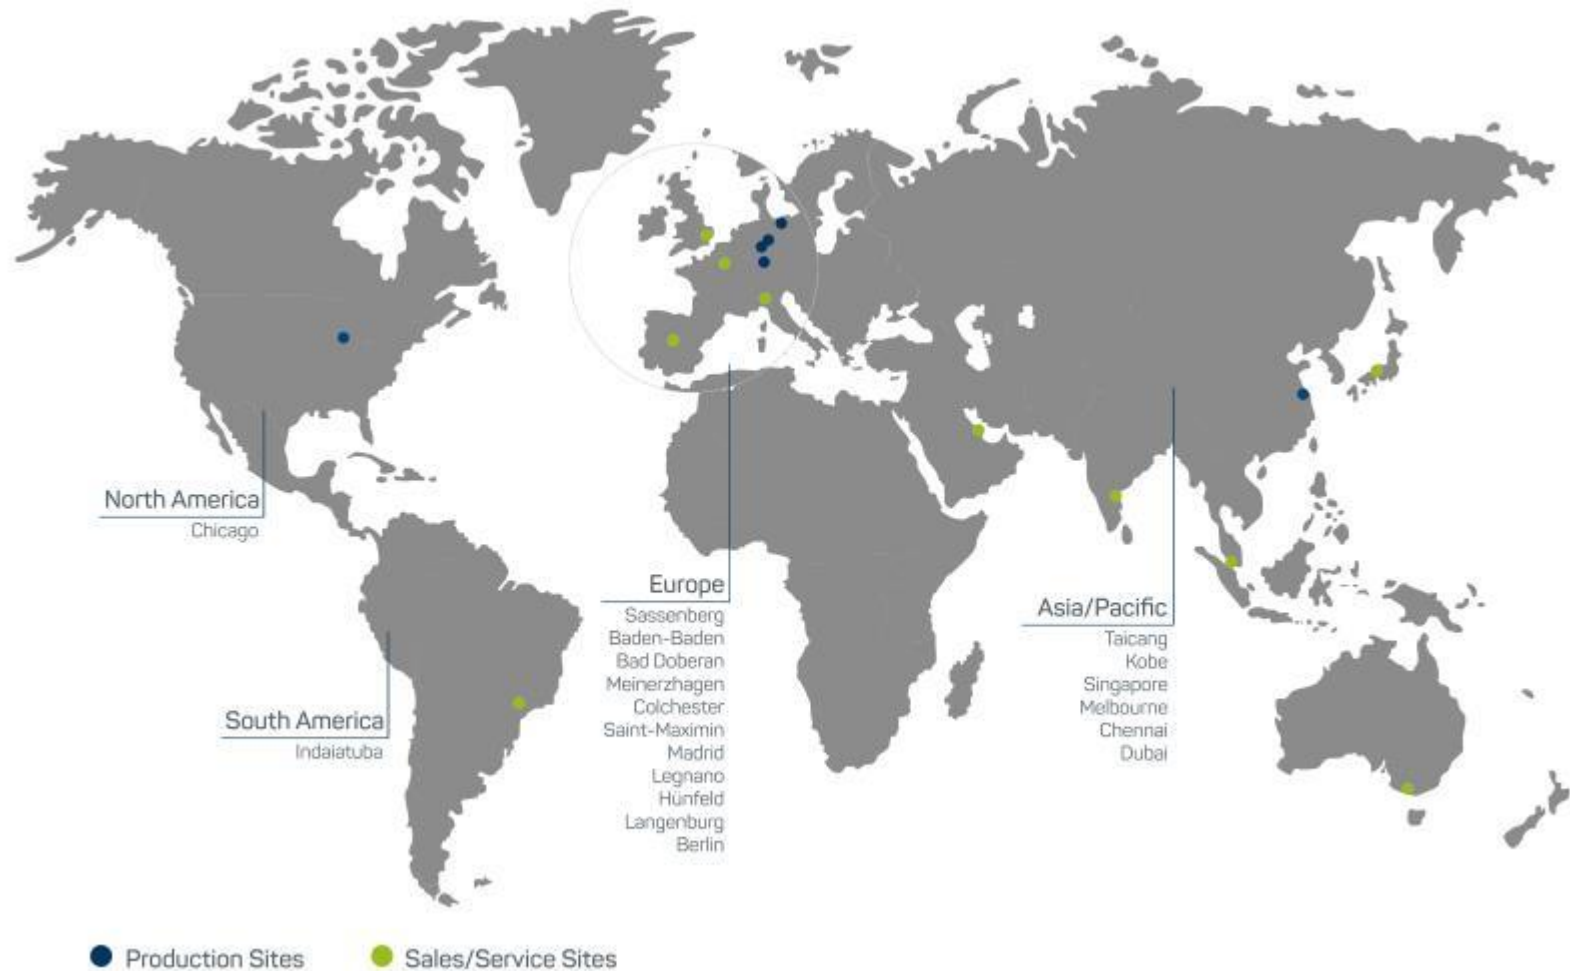 North America
Chicago
South America
Indaiatuba
Europe
Sassenberg
Baden-Baden
Bad Doberan
Meinerzhagen
Colchester
Saint-Maximin
Madrid
Legnano
Hünfeld
Langenburg
Berlin
Asia/Pacific
Taicang
Kobe
Singapore
Melbourne
Chennai
Dubai
Production Sites
Sales/Service Sites